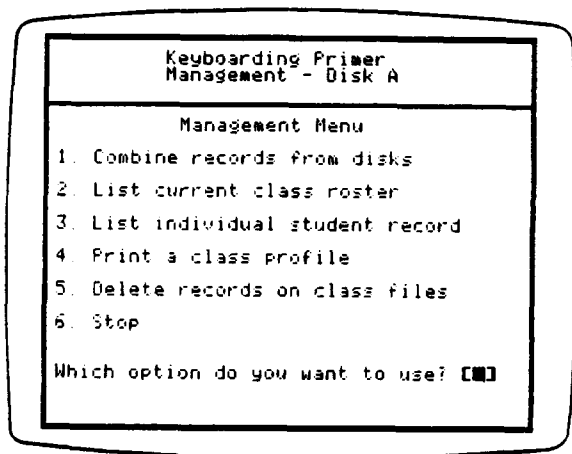 Keyboarding Primer
Management - Disk A
Management Menu
1. Combine records from disks
2. List current class roster
3. List individual student record
4. Print a class profile
5. Delete records on class files
6. Stop
Which option do you want to use? [■]